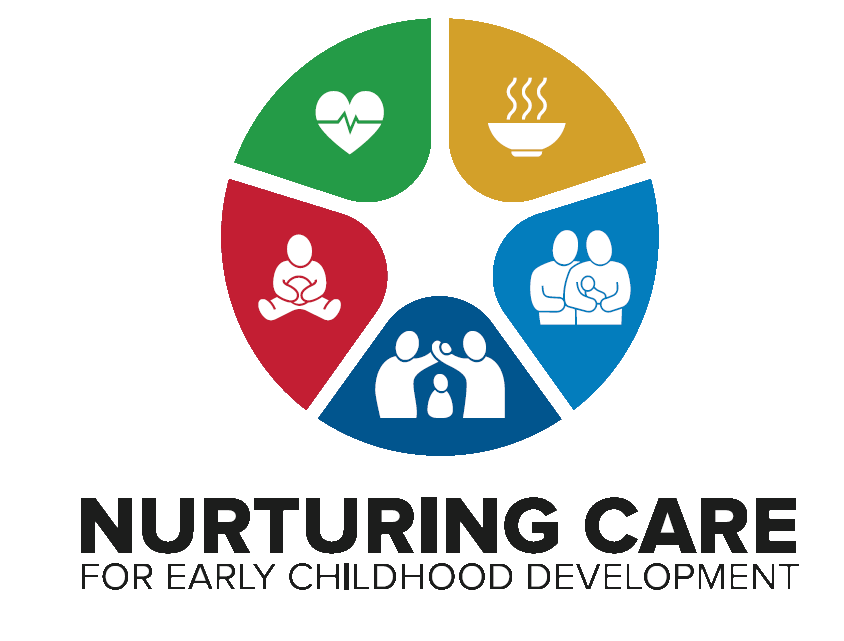 NURTURING CARE
FOR EARLY CHILDHOOD DEVELOPMENT